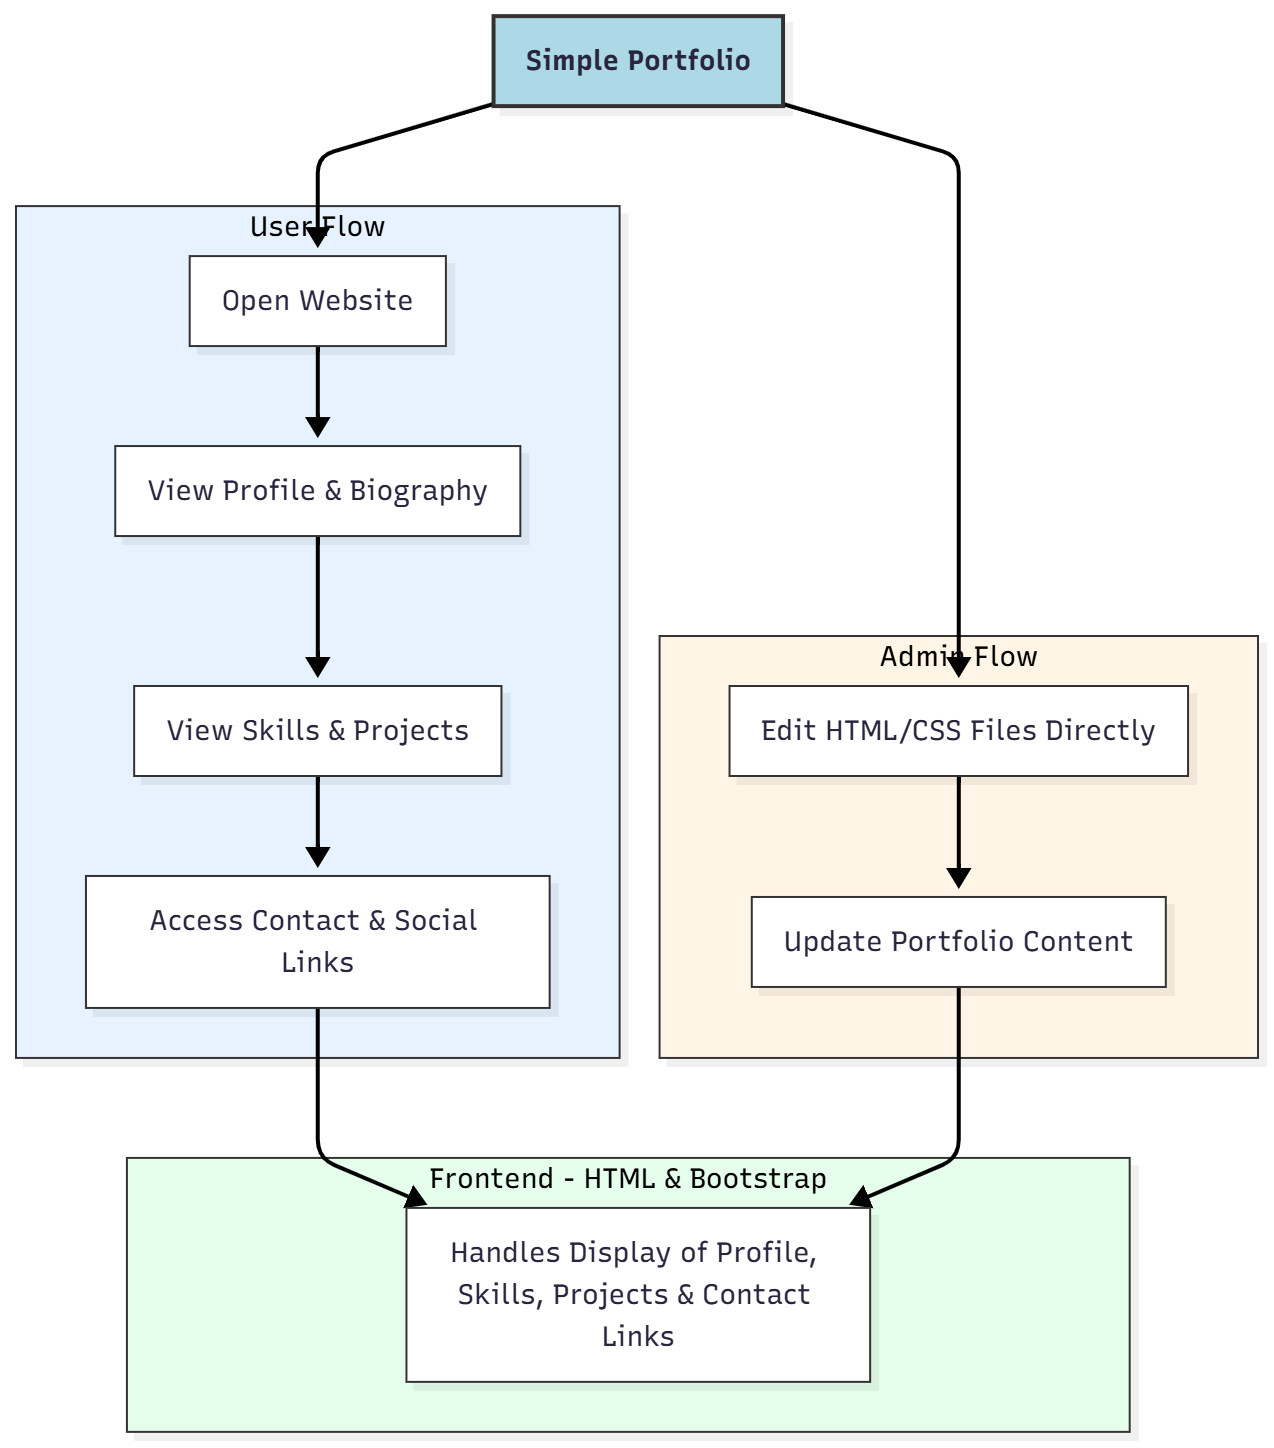 Simple Portfolio
User Flow
Open Website
View Profile & Biography
View Skills & Projects
Access Contact & Social
Links
Admin Flow
Edit HTML/CSS Files Directly
Update Portfolio Content
Frontend - HTML & Bootstrap
Handles Display of Profile,
Skills, Projects & Contact
Links